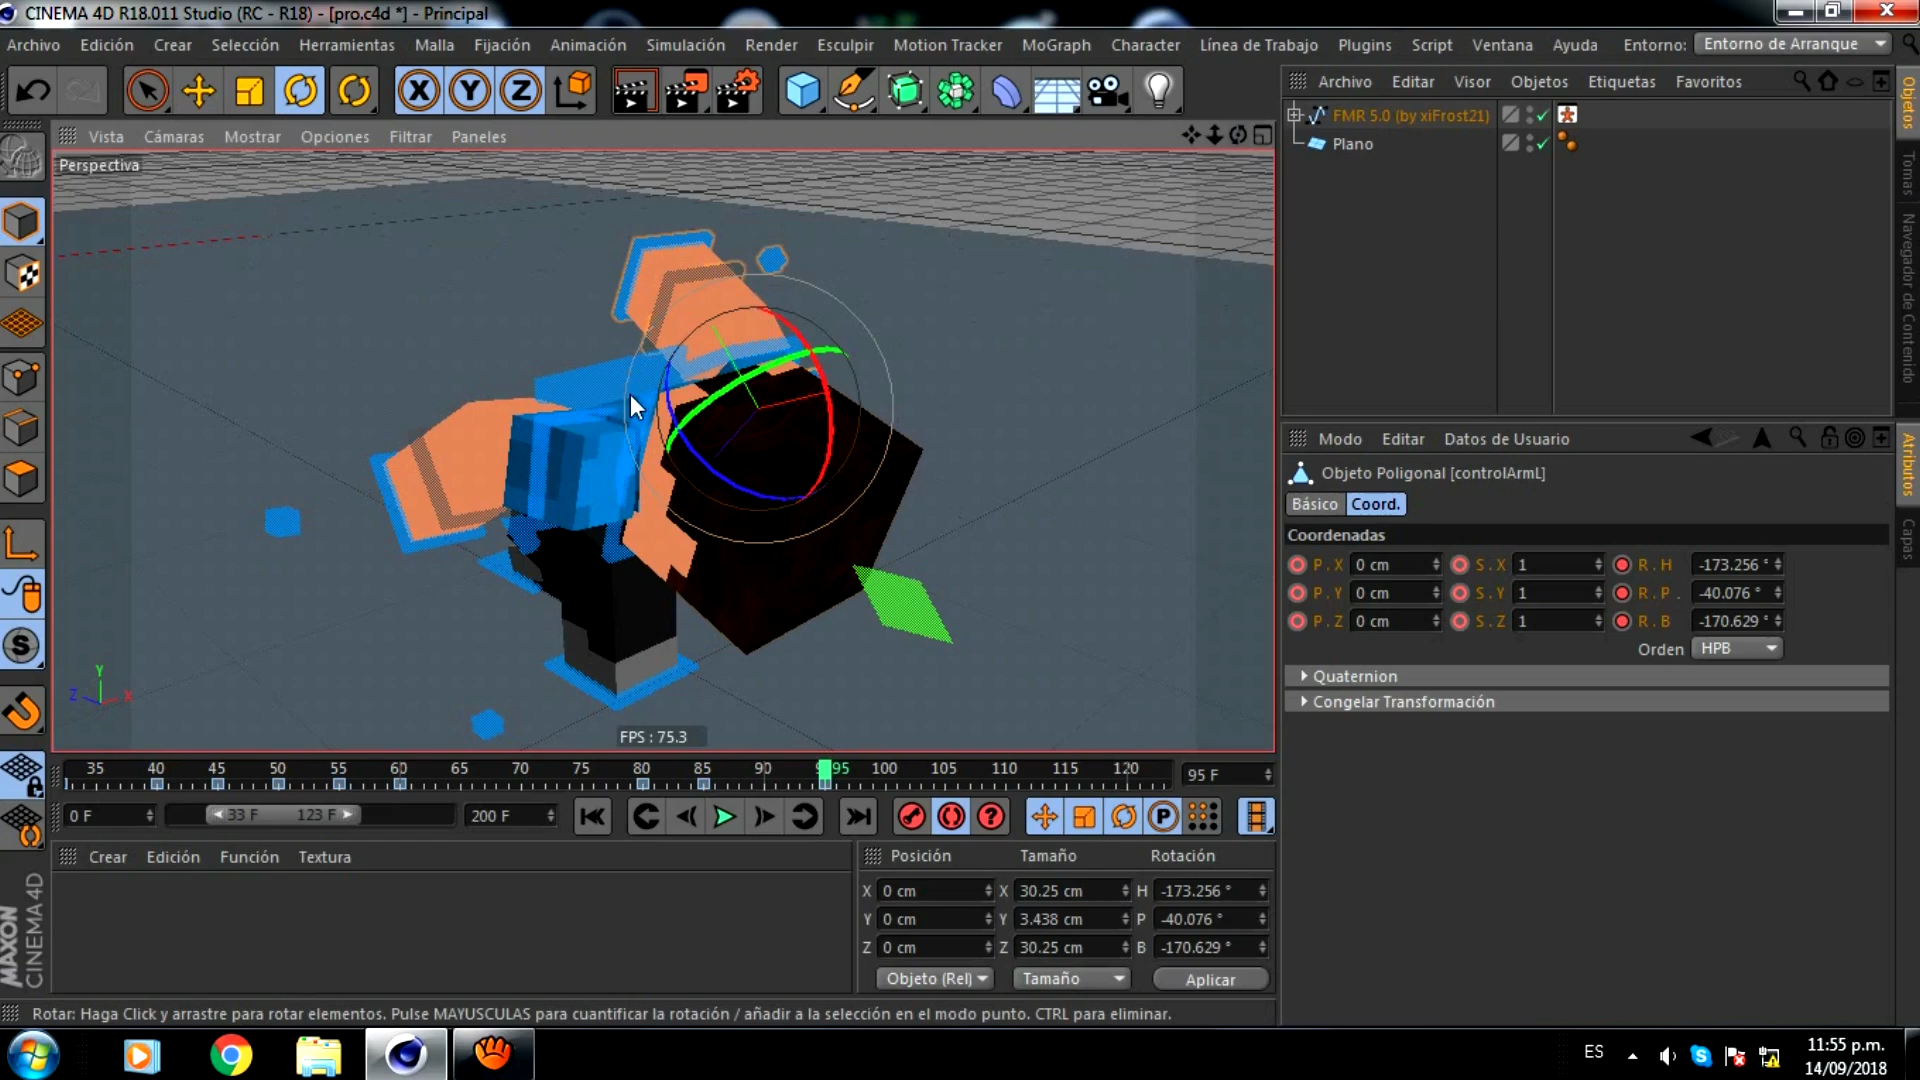 CINEMA 4D R18.011 Studio (RC - R18) - [pro.c4d *] - Principal
Archivo Edición Crear Selección Herramientas Malla Fijación Animación Simulación Render Esculpir Motion Tracker MoGraph Character Línea de Trabajo Plugins Script Ventana Ayuda Entorno: Entorno de Arranque
X Y Z
Vista Cámaras Mostrar Opciones Filtrar Paneles
Perspectiva
Archivo Editar Visor Objetos Etiquetas Favoritos
FMR 5.0 (by xiFrost21)
Plano
Objetos
Tomas
Navegador de Contenido
Modo Editar Datos de Usuario
Objeto Poligonal [controlArmL]
Básico Coord.
Coordenadas
P . X 0 cm S . X 1 R . H -173.256 °
P . Y 0 cm S . Y 1 R . P . -40.076 °
P . Z 0 cm S . Z 1 R . B -170.629 °
Orden HPB
Quaternion
Congelar Transformación
Atributos
Capas
Y
Z X
FPS : 75.3
35 40 45 50 55 60 65 70 75 80 85 90 95 100 105 110 115 120 95 F
0 F 33 F 123 F 200 F
Crear Edición Función Textura
Posición Tamaño Rotación
X 0 cm X 30.25 cm H -173.256 °
Y 0 cm Y 3.438 cm P -40.076 °
Z 0 cm Z 30.25 cm B -170.629 °
Objeto (Rel) Tamaño Aplicar
MAXON
CINEMA 4D
Rotar: Haga Click y arrastre para rotar elementos. Pulse MAYUSCULAS para cuantificar la rotación / añadir a la selección en el modo punto. CTRL para eliminar.
ES
11:55 p.m.
14/09/2018